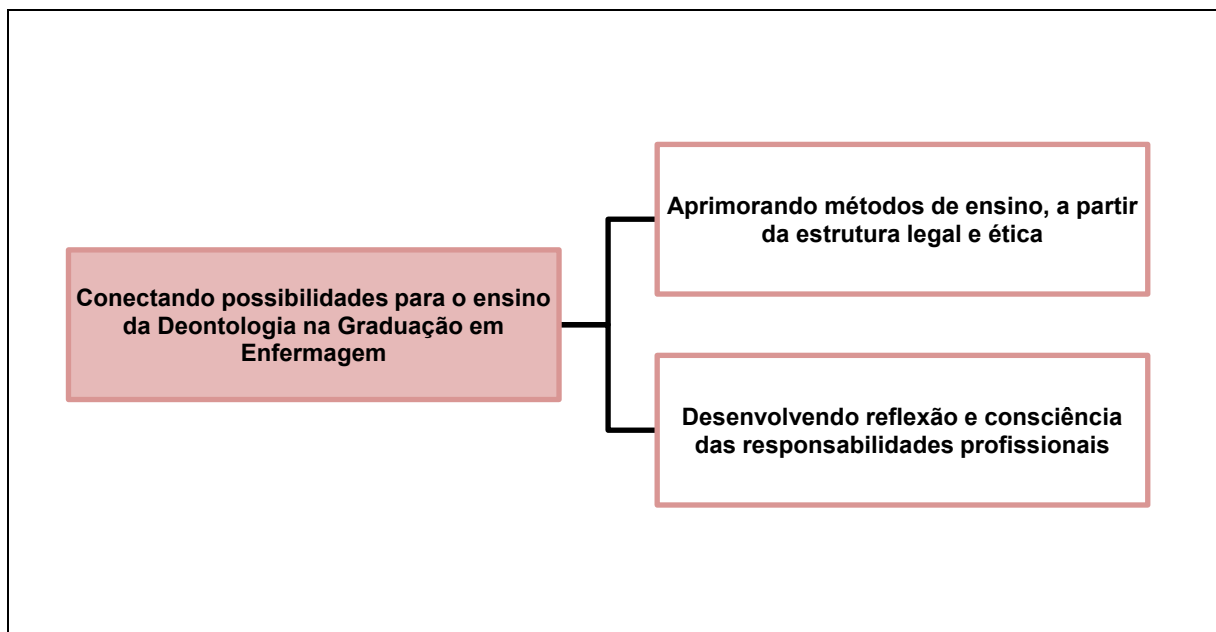 Conectando possibilidades para o ensino
da Deontologia na Graduação em
Enfermagem
Aprimorando métodos de ensino, a partir
da estrutura legal e ética
Desenvolvendo reflexão e consciência
das responsabilidades profissionais